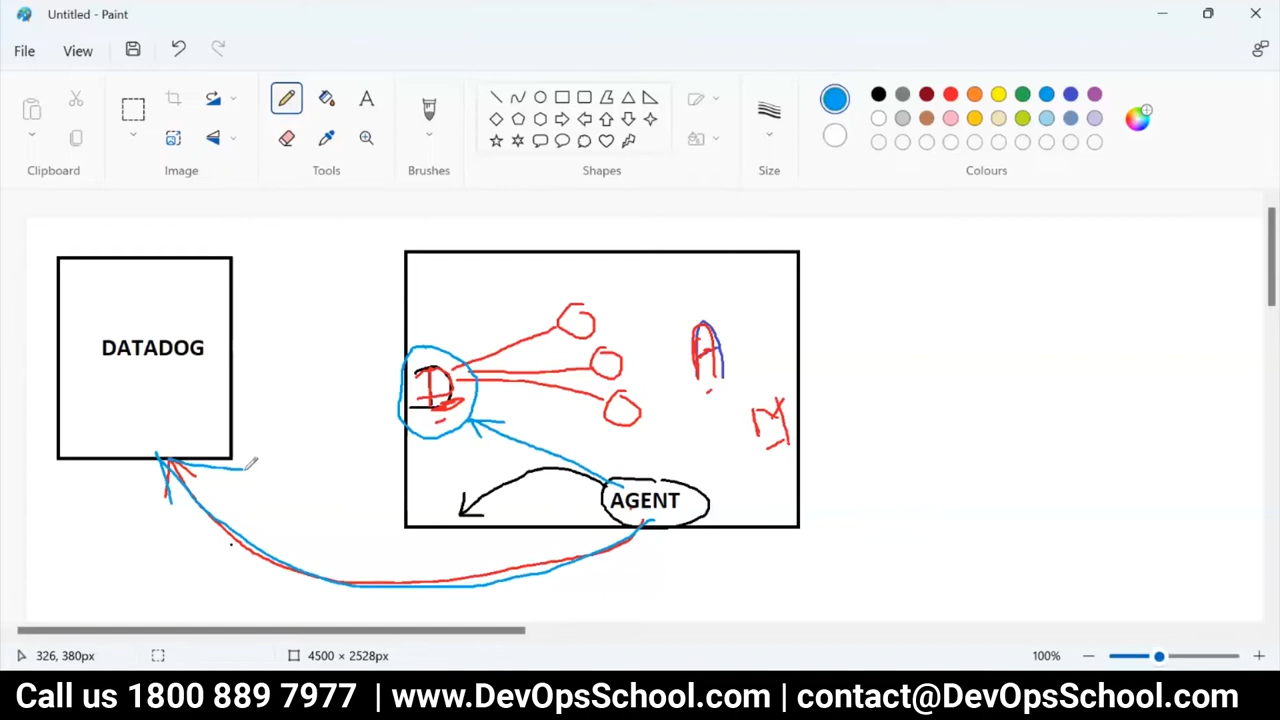 Untitled - Paint
File View
Clipboard Image Tools Brushes Shapes Size Colours
DATADOG
D
A
M
AGENT
326, 380px 4500 × 2528px 100%
Call us 1800 889 7977 | www.DevOpsSchool.com | contact@DevOpsSchool.com